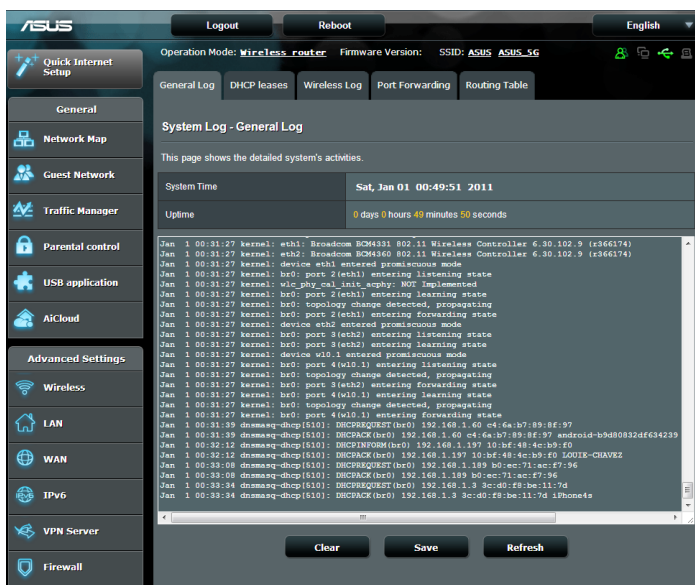 ASUS
Logout
Reboot
English
Quick Internet
Setup
Operation Mode: Wireless router Firmware Version: SSID: ASUS ASUS_5G
General Log
DHCP leases
Wireless Log
Port Forwarding
Routing Table
General
Network Map
Guest Network
Traffic Manager
Parental control
USB application
AiCloud
Advanced Settings
Wireless
LAN
WAN
IPv6
VPN Server
Firewall
System Log - General Log
This page shows the detailed system's activities.
System Time
Sat, Jan 01 00:49:51 2011
Uptime
0 days 0 hours 49 minutes 50 seconds
Jan 1 00:31:27 kernel: eth1: Broadcom BCM4331 802.11 Wireless Controller 6.30.102.9 (r366174)
Jan 1 00:31:27 kernel: eth2: Broadcom BCM4360 802.11 Wireless Controller 6.30.102.9 (r366174)
Jan 1 00:31:27 kernel: device eth1 entered promiscuous mode
Jan 1 00:31:27 kernel: br0: port 2(eth1) entering listening state
Jan 1 00:31:27 kernel: wlc_phy_cal_init_acphy: NOT Implemented
Jan 1 00:31:27 kernel: br0: port 2(eth1) entering learning state
Jan 1 00:31:27 kernel: br0: topology change detected, propagating
Jan 1 00:31:27 kernel: br0: port 2(eth1) entering forwarding state
Jan 1 00:31:27 kernel: device eth2 entered promiscuous mode
Jan 1 00:31:27 kernel: br0: port 3(eth2) entering listening state
Jan 1 00:31:27 kernel: br0: port 3(eth2) entering learning state
Jan 1 00:31:27 kernel: device wl0.1 entered promiscuous mode
Jan 1 00:31:27 kernel: br0: port 4(wl0.1) entering listening state
Jan 1 00:31:27 kernel: br0: topology change detected, propagating
Jan 1 00:31:27 kernel: br0: port 3(eth2) entering forwarding state
Jan 1 00:31:27 kernel: br0: port 4(wl0.1) entering learning state
Jan 1 00:31:27 kernel: br0: topology change detected, propagating
Jan 1 00:31:27 kernel: br0: port 4(wl0.1) entering forwarding state
Jan 1 00:31:39 dnsmasq-dhcp[510]: DHCPREQUEST(br0) 192.168.1.60 c4:6a:b7:89:8f:97
Jan 1 00:31:39 dnsmasq-dhcp[510]: DHCPACK(br0) 192.168.1.60 c4:6a:b7:89:8f:97 android-b9d80832df634239
Jan 1 00:32:12 dnsmasq-dhcp[510]: DHCPINFORM(br0) 192.168.1.197 10:bf:48:4c:b9:f0
Jan 1 00:32:12 dnsmasq-dhcp[510]: DHCPACK(br0) 192.168.1.197 10:bf:48:4c:b9:f0 LOUIE-CHAVEZ
Jan 1 00:33:08 dnsmasq-dhcp[510]: DHCPREQUEST(br0) 192.168.1.189 b0:ec:71:ac:f7:96
Jan 1 00:33:08 dnsmasq-dhcp[510]: DHCPACK(br0) 192.168.1.189 b0:ec:71:ac:f7:96
Jan 1 00:33:34 dnsmasq-dhcp[510]: DHCPREQUEST(br0) 192.168.1.3 3c:d0:f8:be:11:7d
Jan 1 00:33:34 dnsmasq-dhcp[510]: DHCPACK(br0) 192.168.1.3 3c:d0:f8:be:11:7d iPhone4s
Clear
Save
Refresh